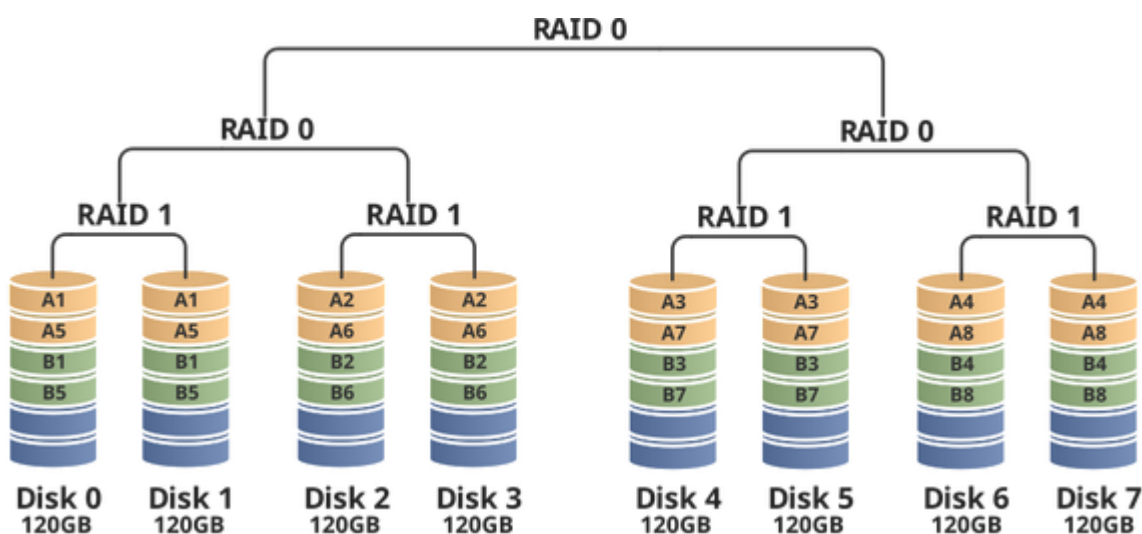 RAID 0
RAID 0 RAID 0
RAID 1 RAID 1 RAID 1 RAID 1
A1 A1 A2 A2 A3 A3 A4 A4
A5 A5 A6 A6 A7 A7 A8 A8
B1 B1 B2 B2 B3 B3 B4 B4
B5 B5 B6 B6 B7 B7 B8 B8
Disk 0 Disk 1 Disk 2 Disk 3 Disk 4 Disk 5 Disk 6 Disk 7
120GB 120GB 120GB 120GB 120GB 120GB 120GB 120GB